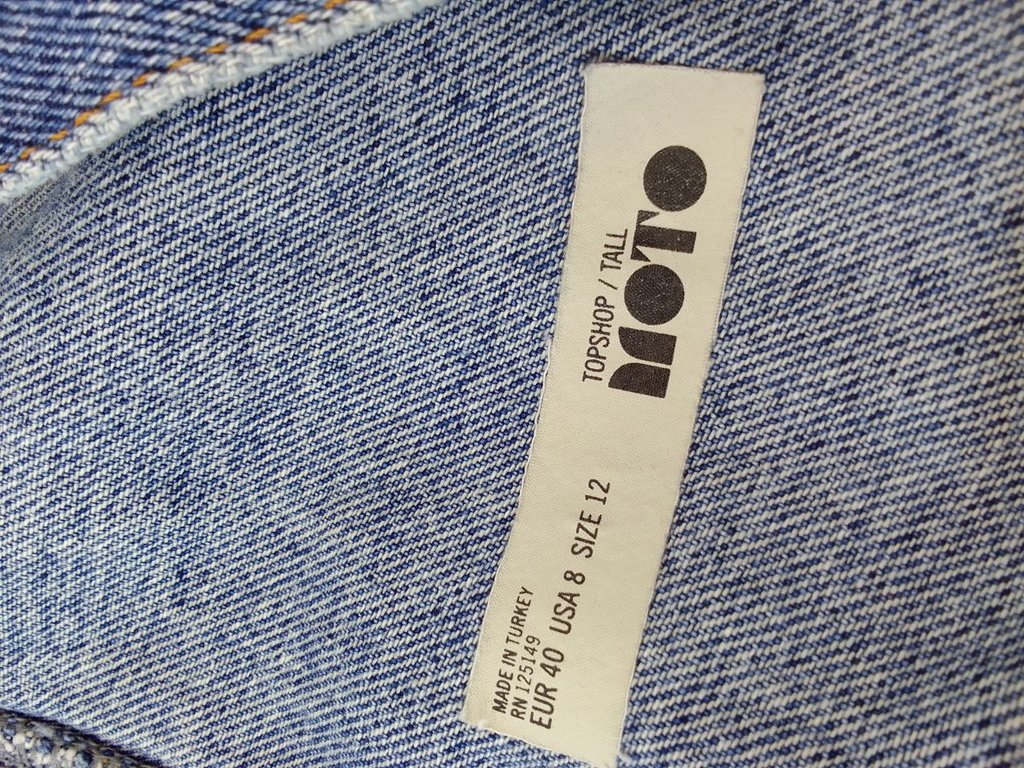 TOPSHOP / TALL
MOTO
MADE IN TURKEY
RN 125149
EUR 40 USA 8 SIZE 12